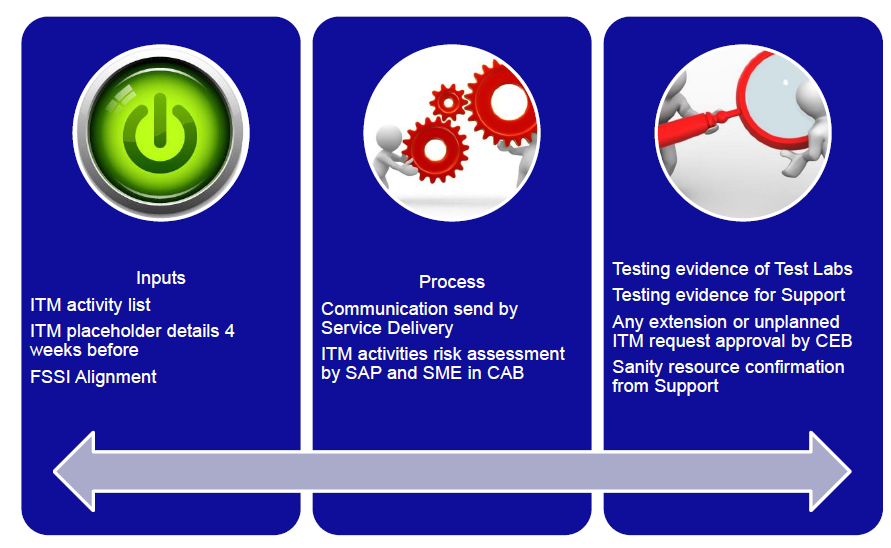 Inputs
ITM activity list
ITM placeholder details 4
weeks before
FSSI Alignment
Process
Communication send by
Service Delivery
ITM activities risk assessment
by SAP and SME in CAB
Testing evidence of Test Labs
Testing evidence for Support
Any extension or unplanned
ITM request approval by CEB
Sanity resource confirmation
from Support